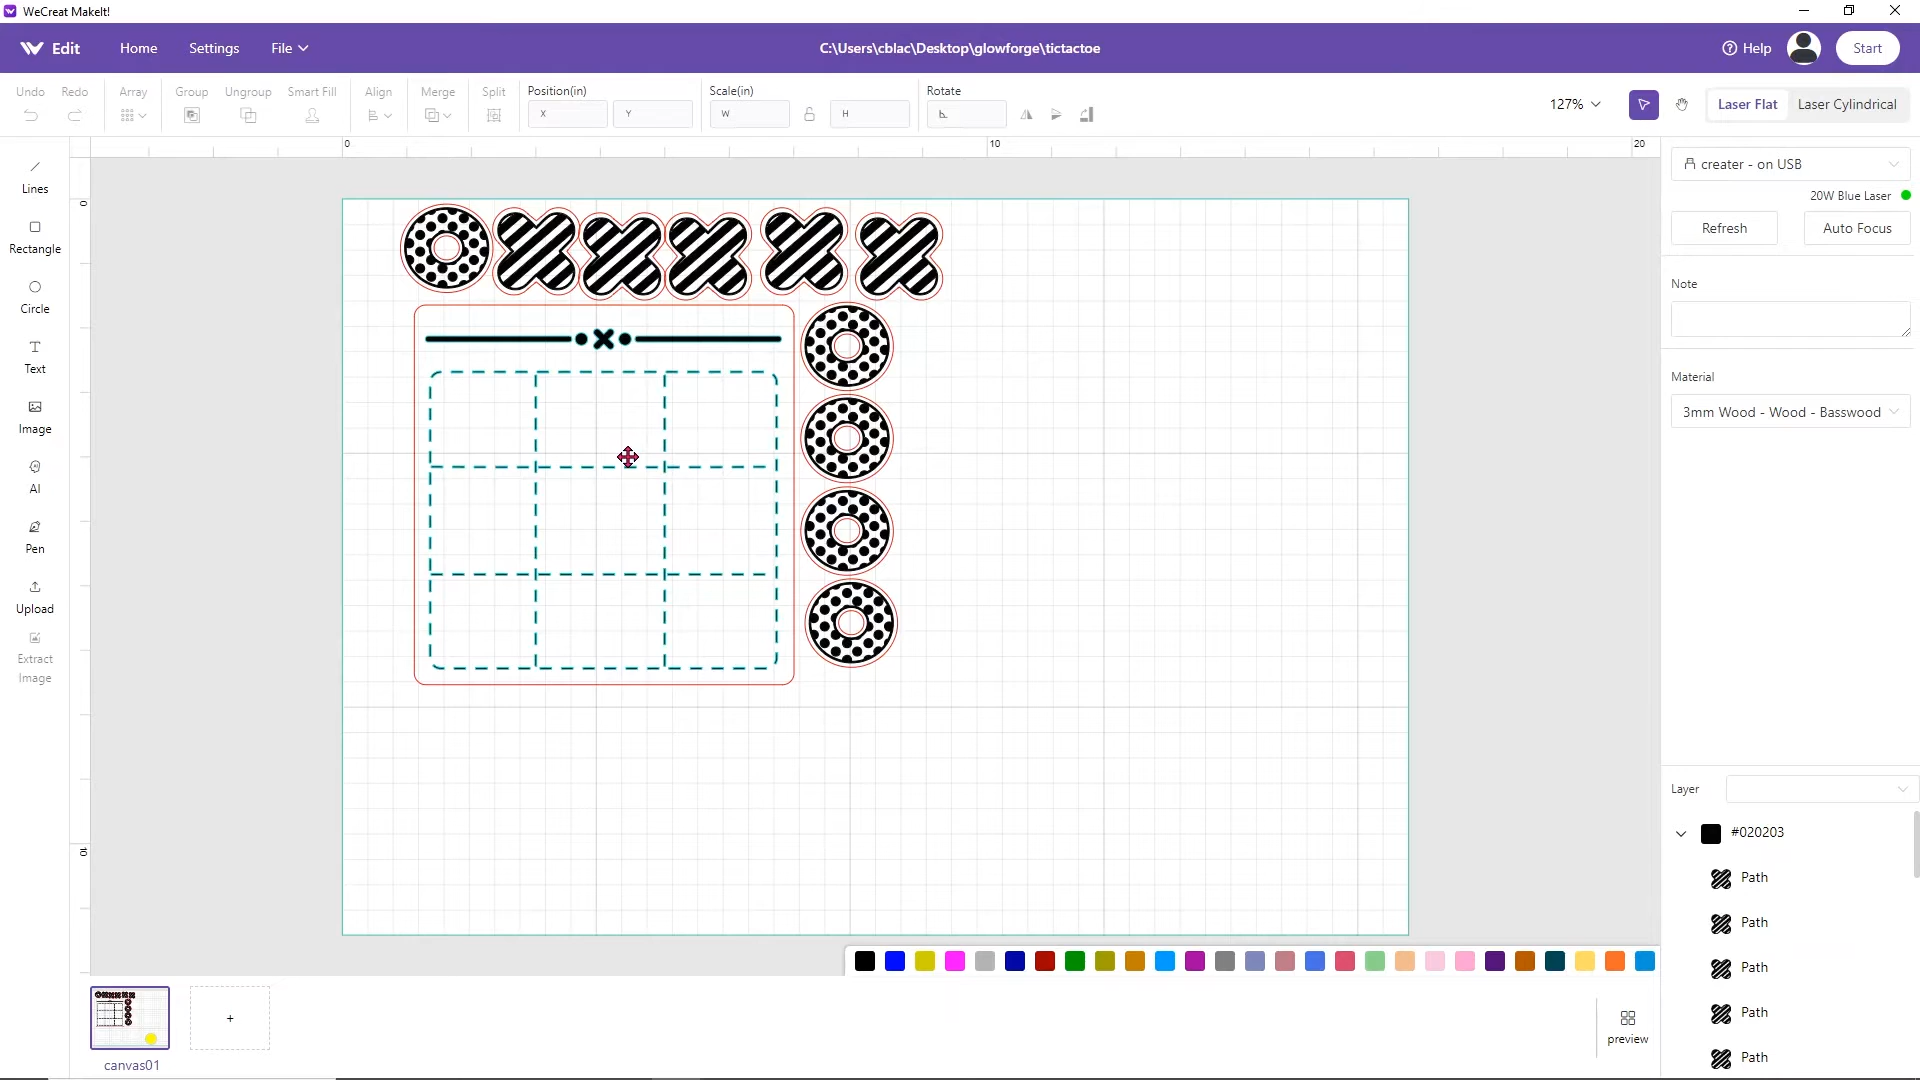 WeCreat MakeIt!
Edit Home Settings File C:\Users\cblac\Desktop\glowforge\tictactoe Help Start
Undo Redo Array Group Ungroup Smart Fill Align Merge Split Position(in) Scale(in) Rotate
X Y W H 127% Laser Flat Laser Cylindrical
0 10 20
Lines
Rectangle
Circle
Text
Image
AI
Pen
Upload
Extract
Image
0
10
creater - on USB
20W Blue Laser
Refresh Auto Focus
Note
Material
3mm Wood - Wood - Basswood
Layer
#020203
Path
Path
Path
Path
Path
+
canvas01
preview